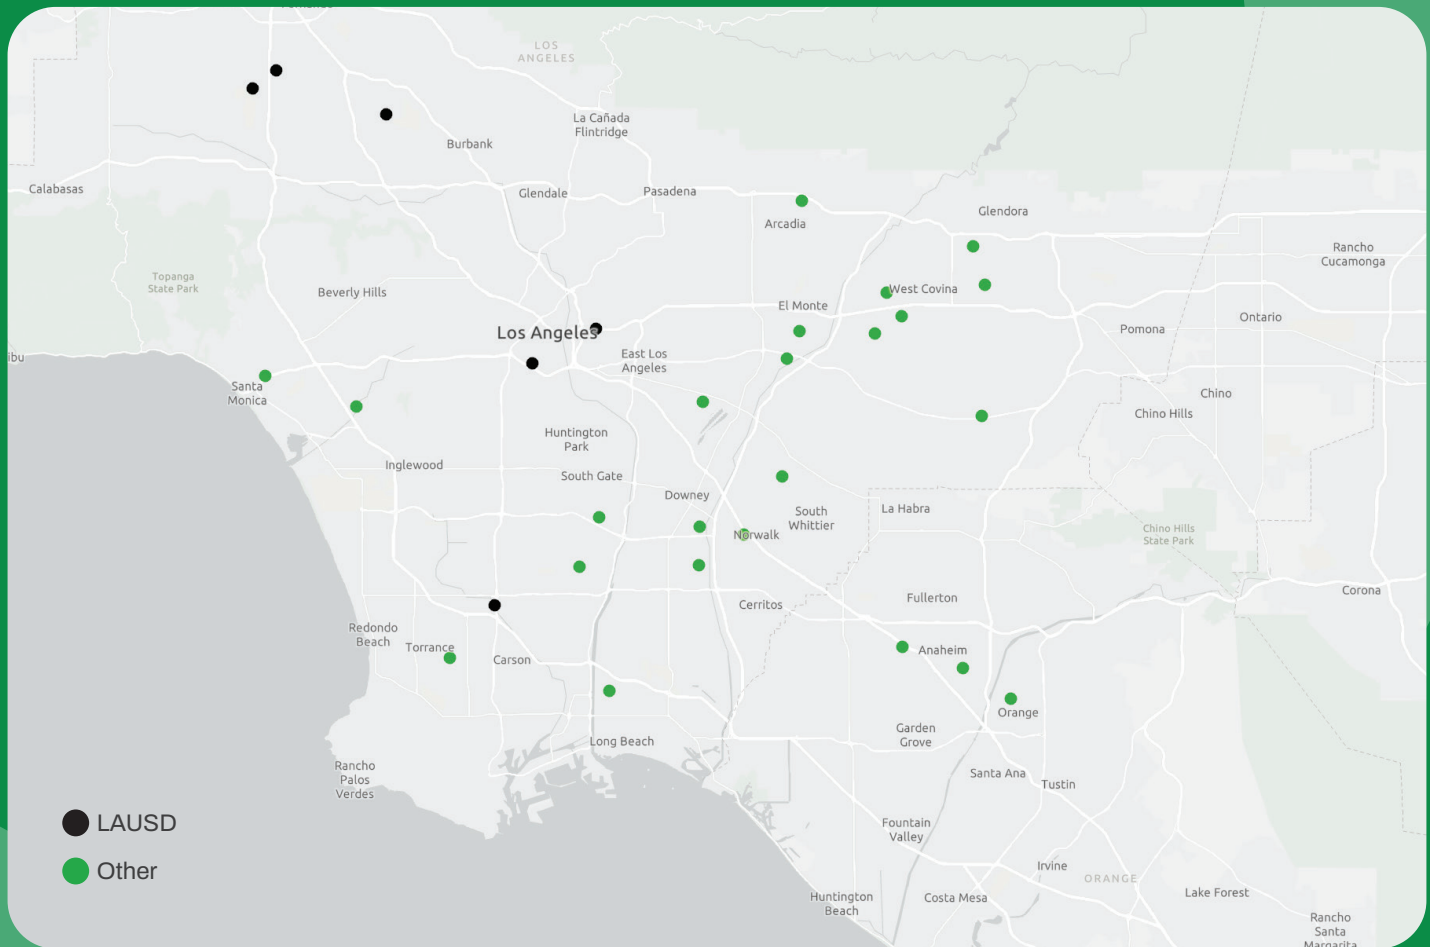 LOS
ANGELES
La Cañada
Flintridge
Burbank
Calabasas
Glendale
Pasadena
Arcadia
Glendora
Rancho
Cucamonga
Topanga
State Park
Beverly Hills
West Covina
El Monte
Los Angeles
Pomona
Ontario
ibu
East Los
Angeles
Santa
Monica
Chino
Chino Hills
Huntington
Park
Inglewood
South Gate
Downey
South
Whittier
La Habra
Norwalk
Chino Hills
State Park
Corona
Fullerton
Cerritos
Redondo
Beach
Torrance
Carson
Anaheim
Orange
Garden
Grove
Long Beach
Rancho
Palos
Verdes
Santa Ana
Tustin
LAUSD
Fountain
Valley
Other
Irvine
ORANGE
Huntington
Beach
Costa Mesa
Lake Forest
Rancho
Santa
Margarita